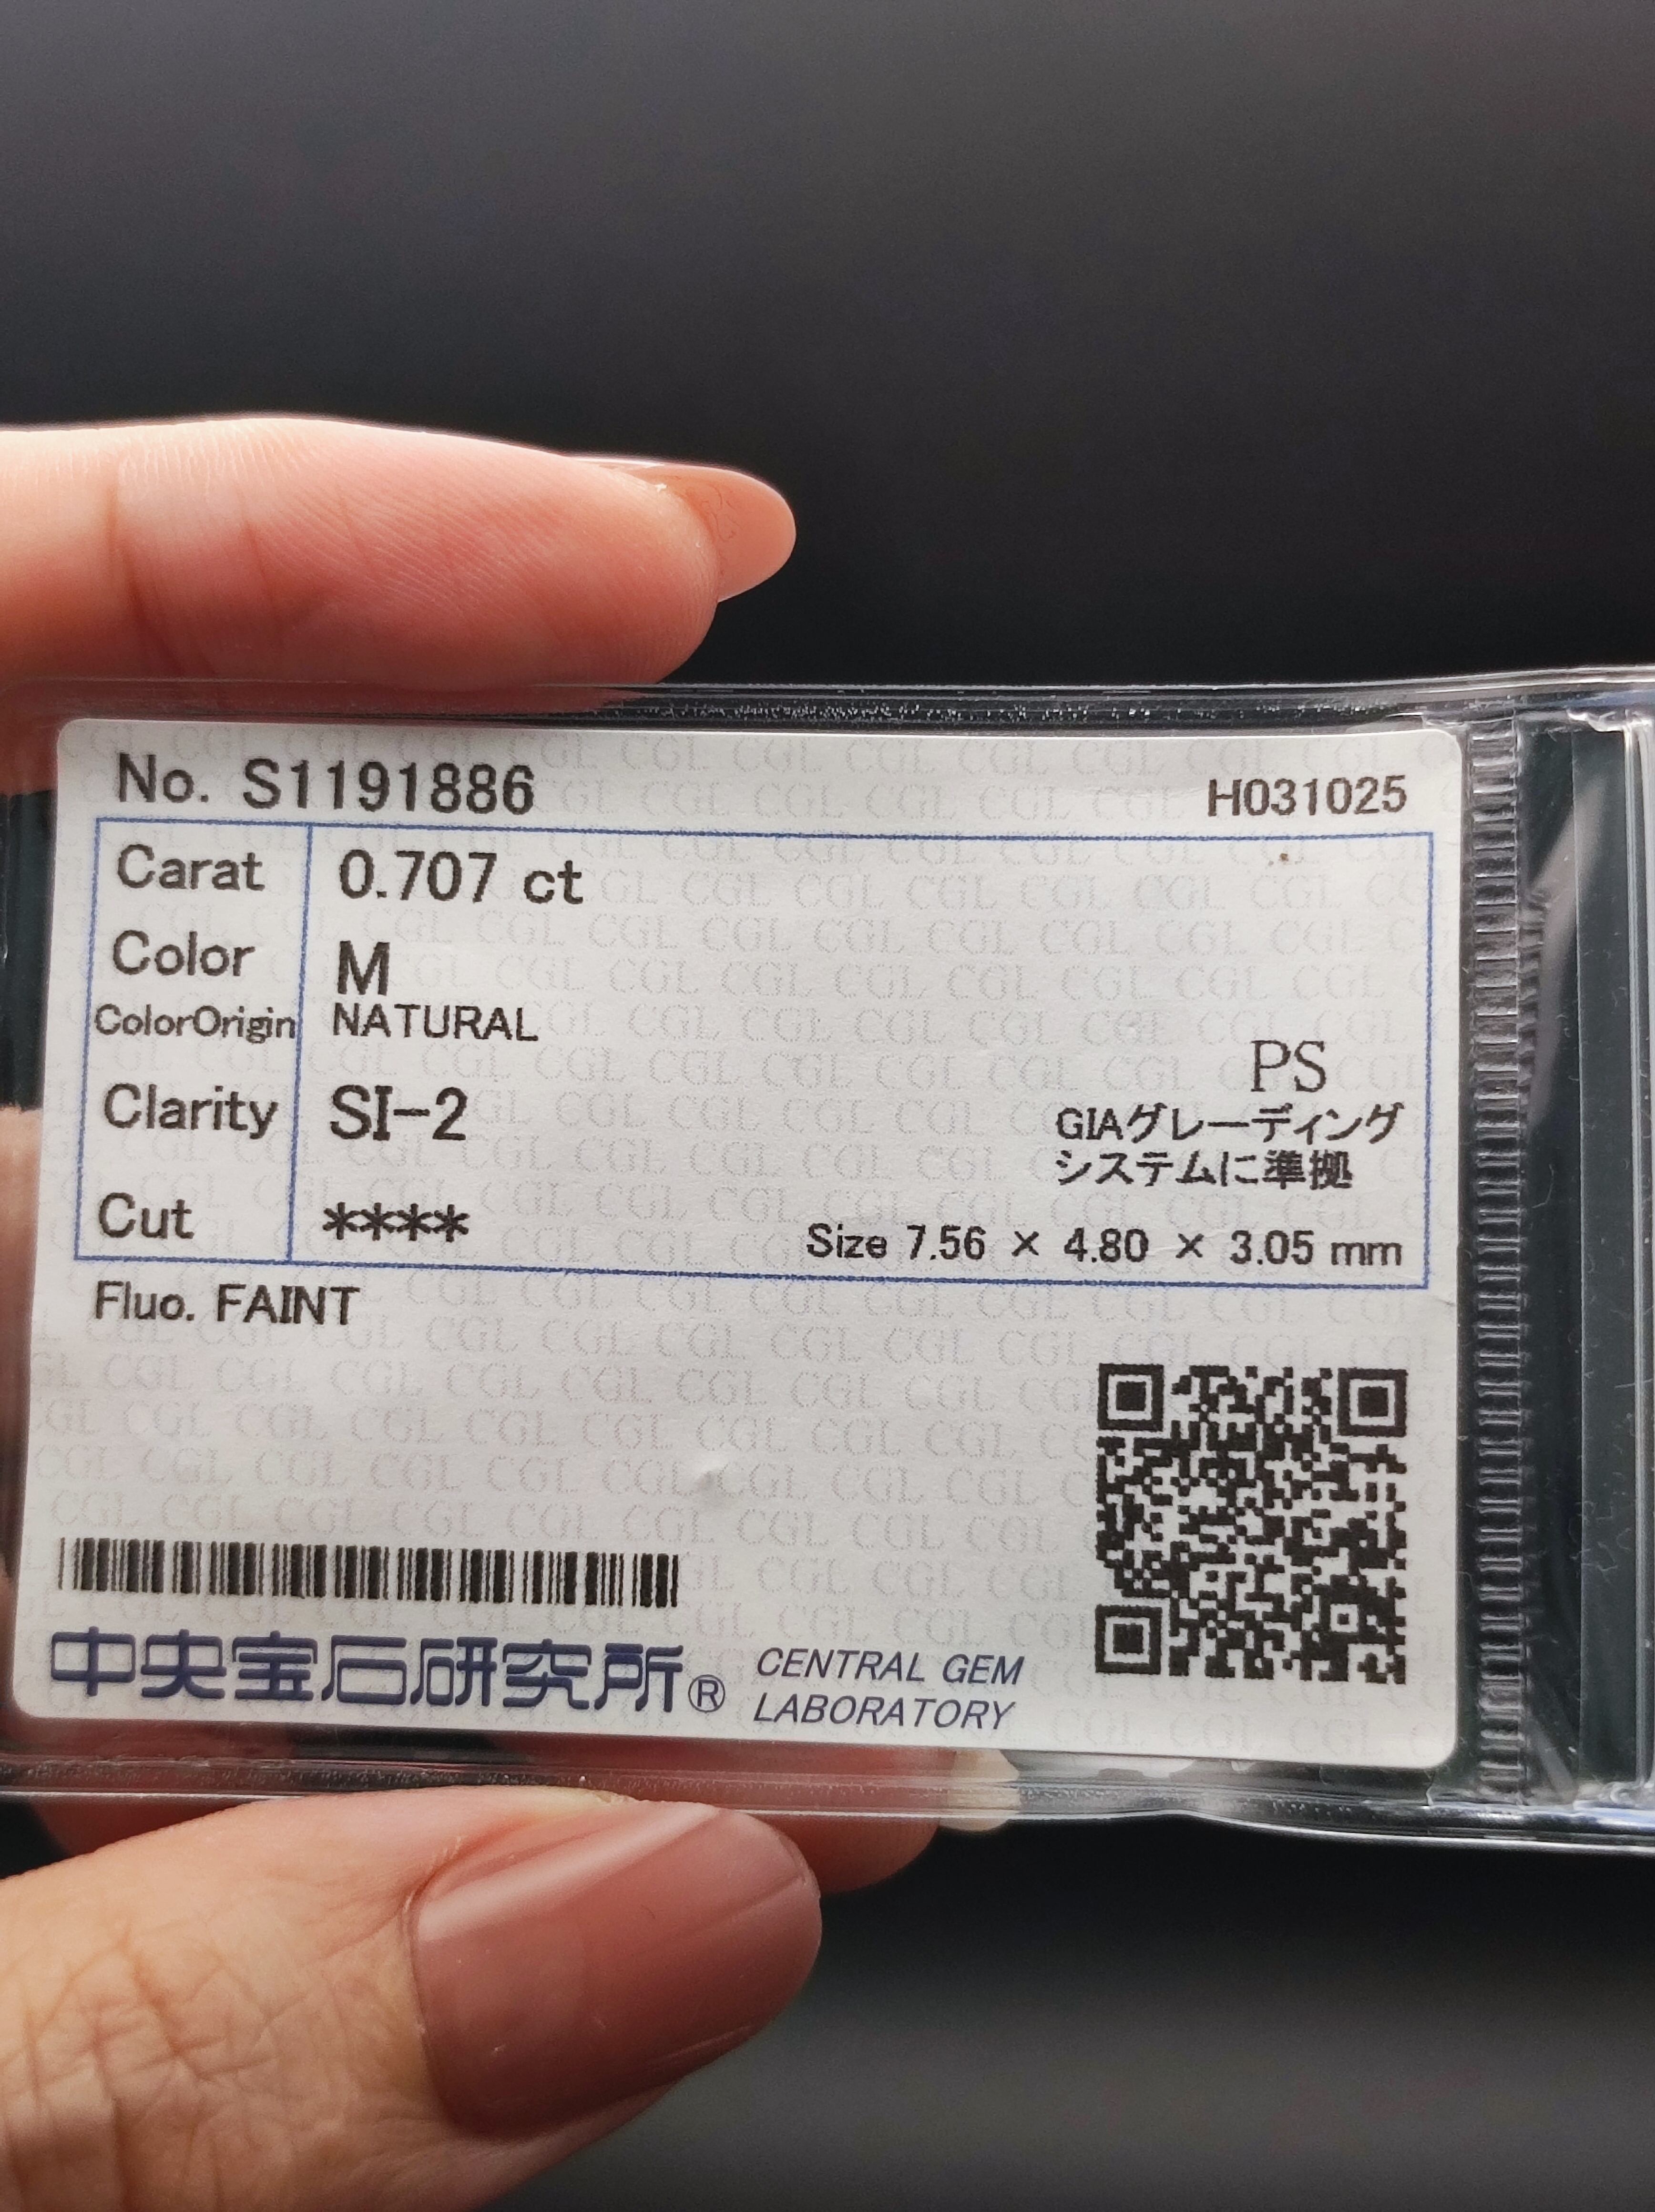 No. S1191886
H031025
Carat 0.707 ct
Color M
ColorOrigin NATURAL
Clarity SI-2
PS
GIAグレーディング
システムに準拠
Cut ****
Size 7.56 × 4.80 × 3.05 mm
Fluo. FAINT
中央宝石研究所®
CENTRAL GEM
LABORATORY